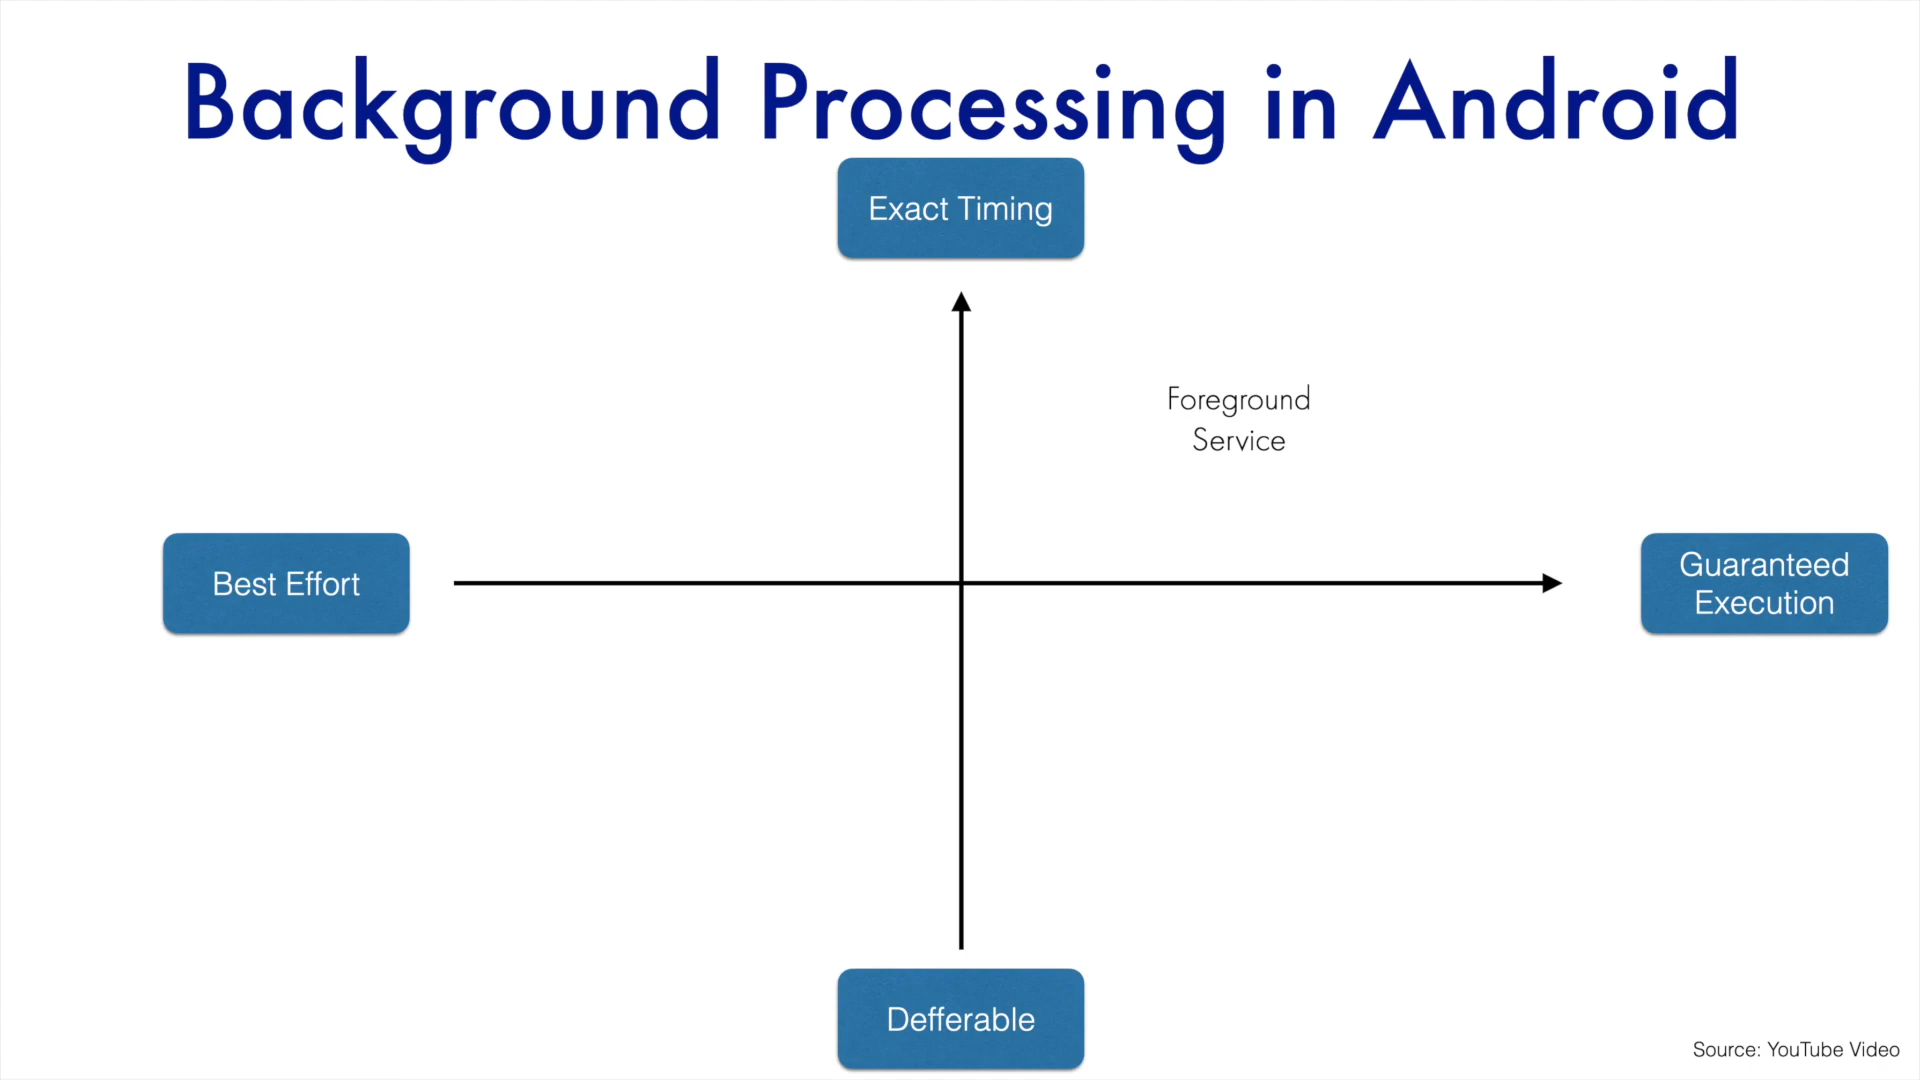 Background Processing in Android
Exact Timing
Foreground
Service
Best Effort
Guaranteed
Execution
Defferable
Source: YouTube Video